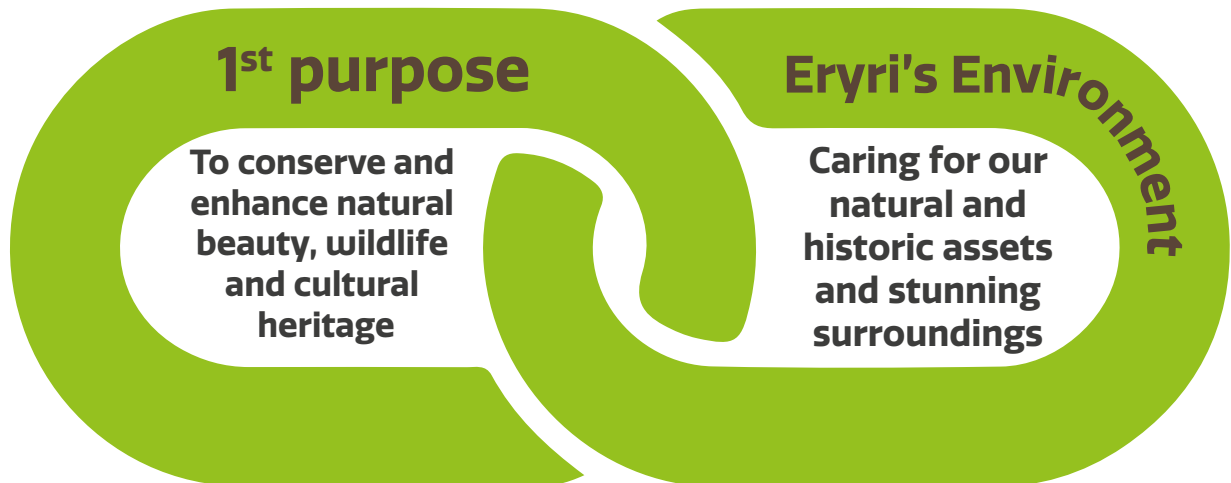 1st purpose
To conserve and
enhance natural
beauty, wildlife
and cultural
heritage
Eryri's Environment
Caring for our
natural and
historic assets
and stunning
surroundings